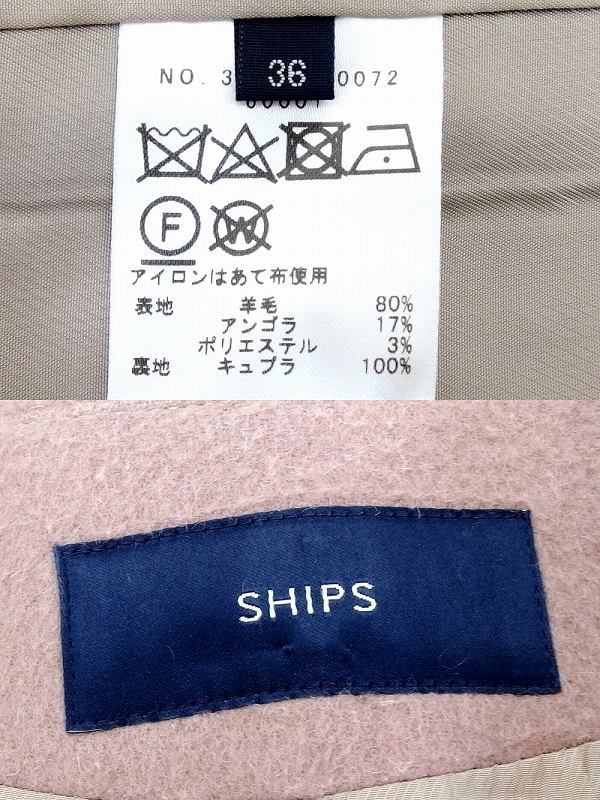 36
NO. 3 0072
F
W
アイロンはあて布使用
表地 羊毛 80%
アンゴラ 17%
ポリエステル 3%
裏地 キュプラ 100%
SHIPS